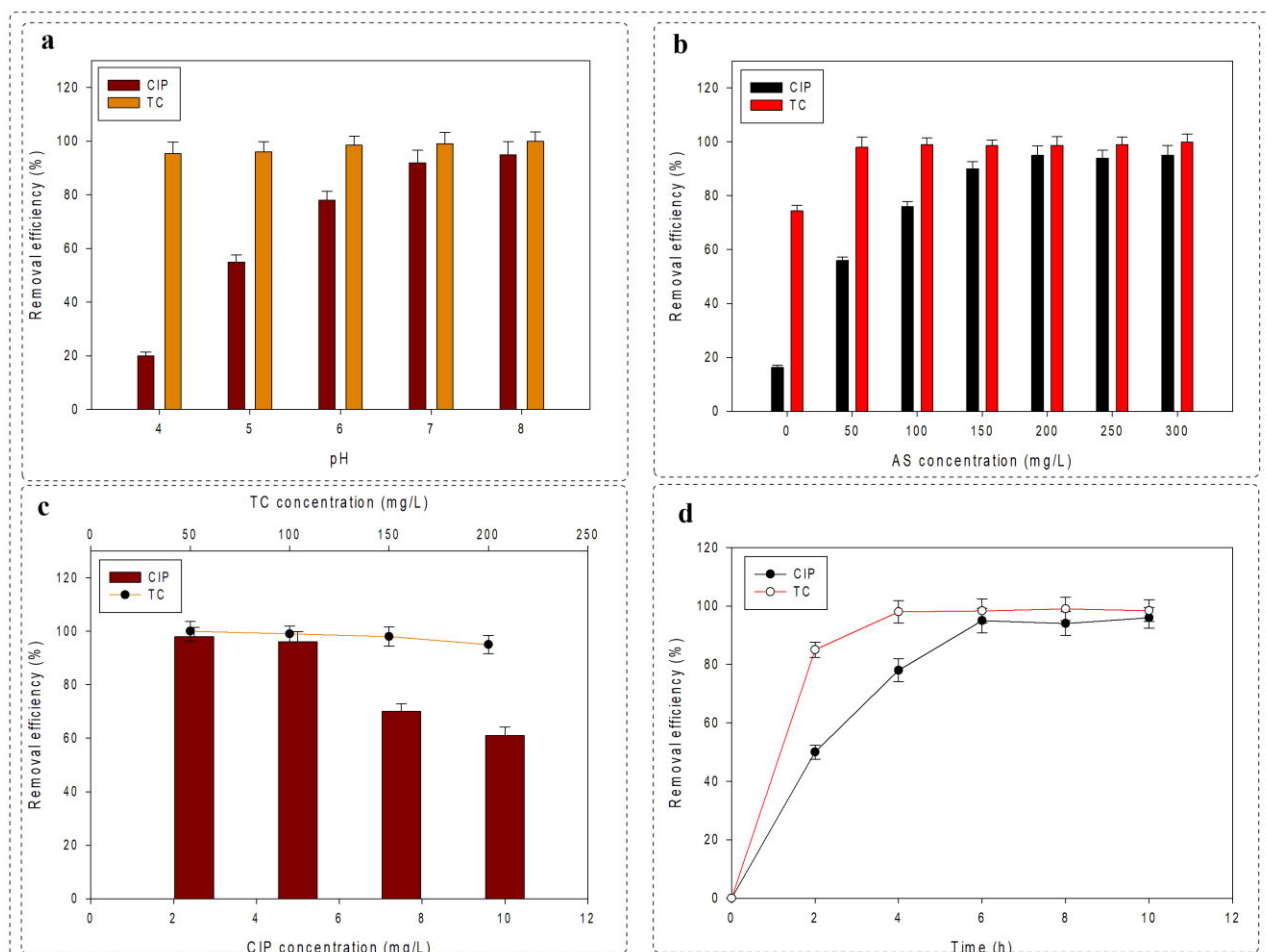 a
CIP
TC
Removal efficiency (%)
120
100
80
60
40
20
0
4 5 6 7 8
pH
b
CIP
TC
Removal efficiency (%)
120
100
80
60
40
20
0
0 50 100 150 200 250 300
AS concentration (mg/L)
c
TC concentration (mg/L)
0 50 100 150 200 250
CIP
TC
Removal efficiency (%)
120
100
80
60
40
20
0
0 2 4 6 8 10 12
CIP concentration (mg/L)
d
CIP
TC
Removal efficiency (%)
120
100
80
60
40
20
0
0 2 4 6 8 10 12
Time (h)